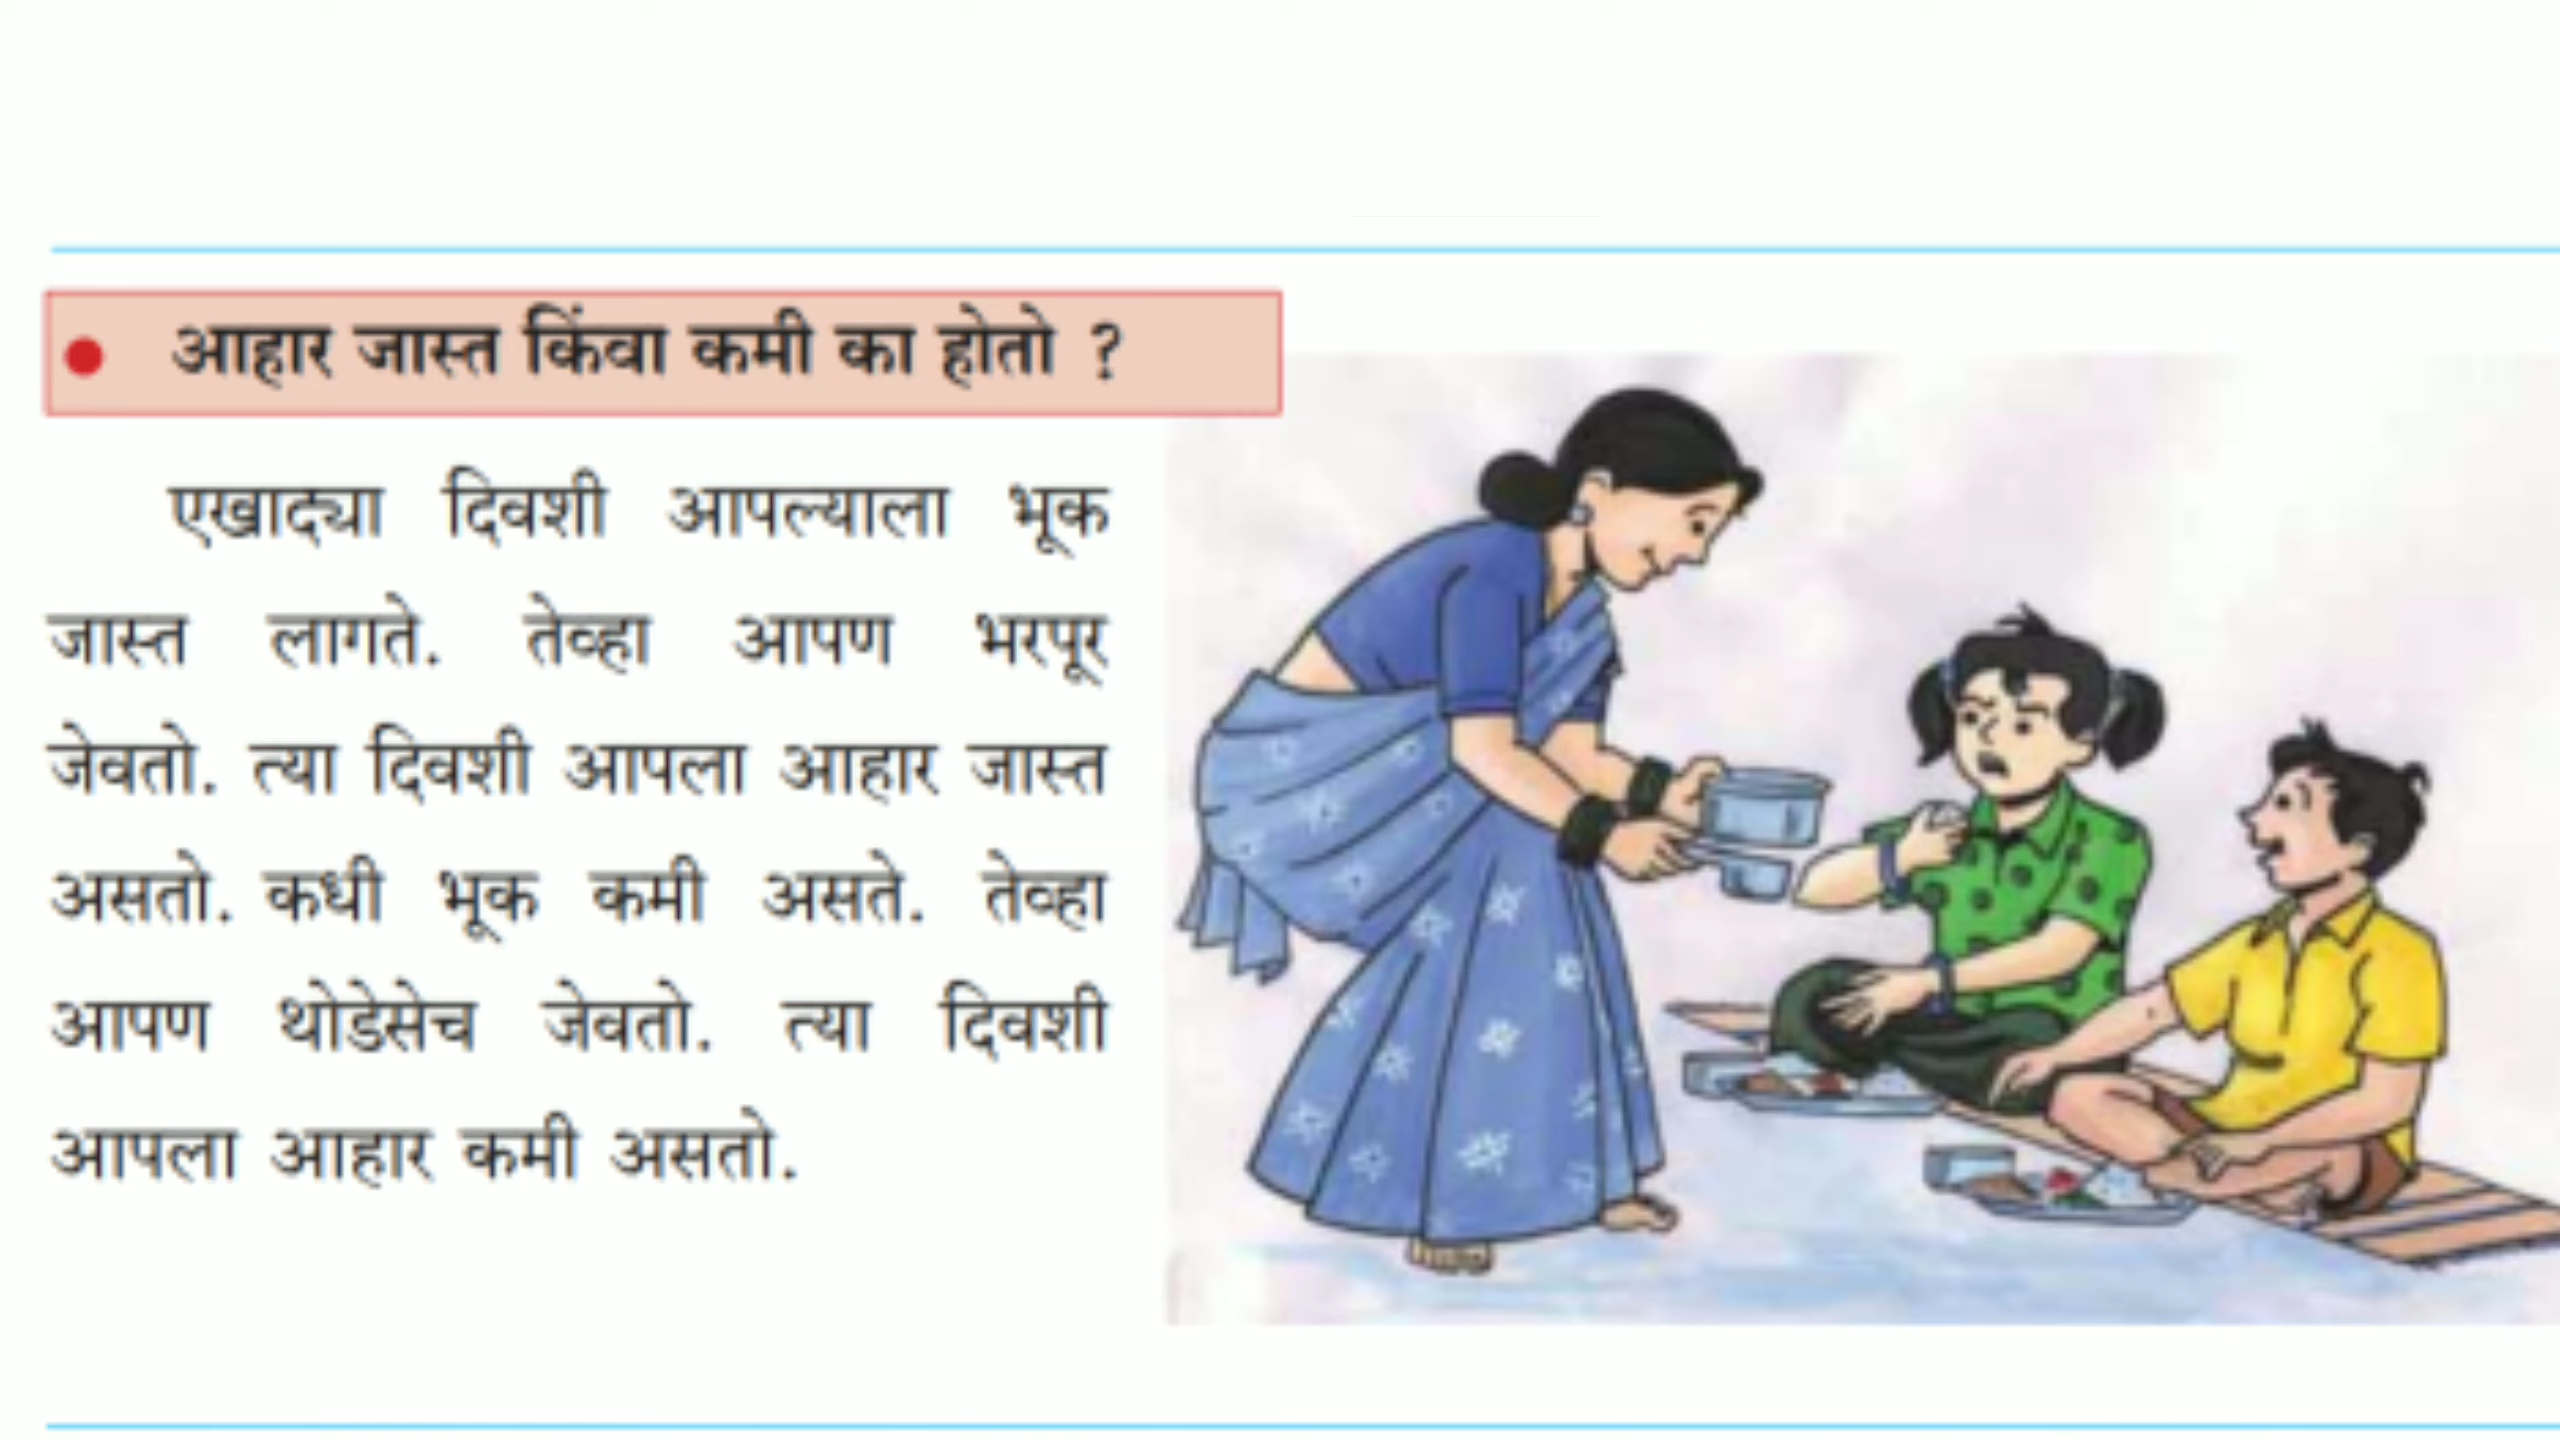 ● आहार जास्त किंवा कमी का होतो ?
एखाद्या दिवशी आपल्याला भूक
जास्त लागते. तेव्हा आपण भरपूर
जेवतो. त्या दिवशी आपला आहार जास्त
असतो. कधी भूक कमी असते. तेव्हा
आपण थोडेसेच जेवतो. त्या दिवशी
आपला आहार कमी असतो.